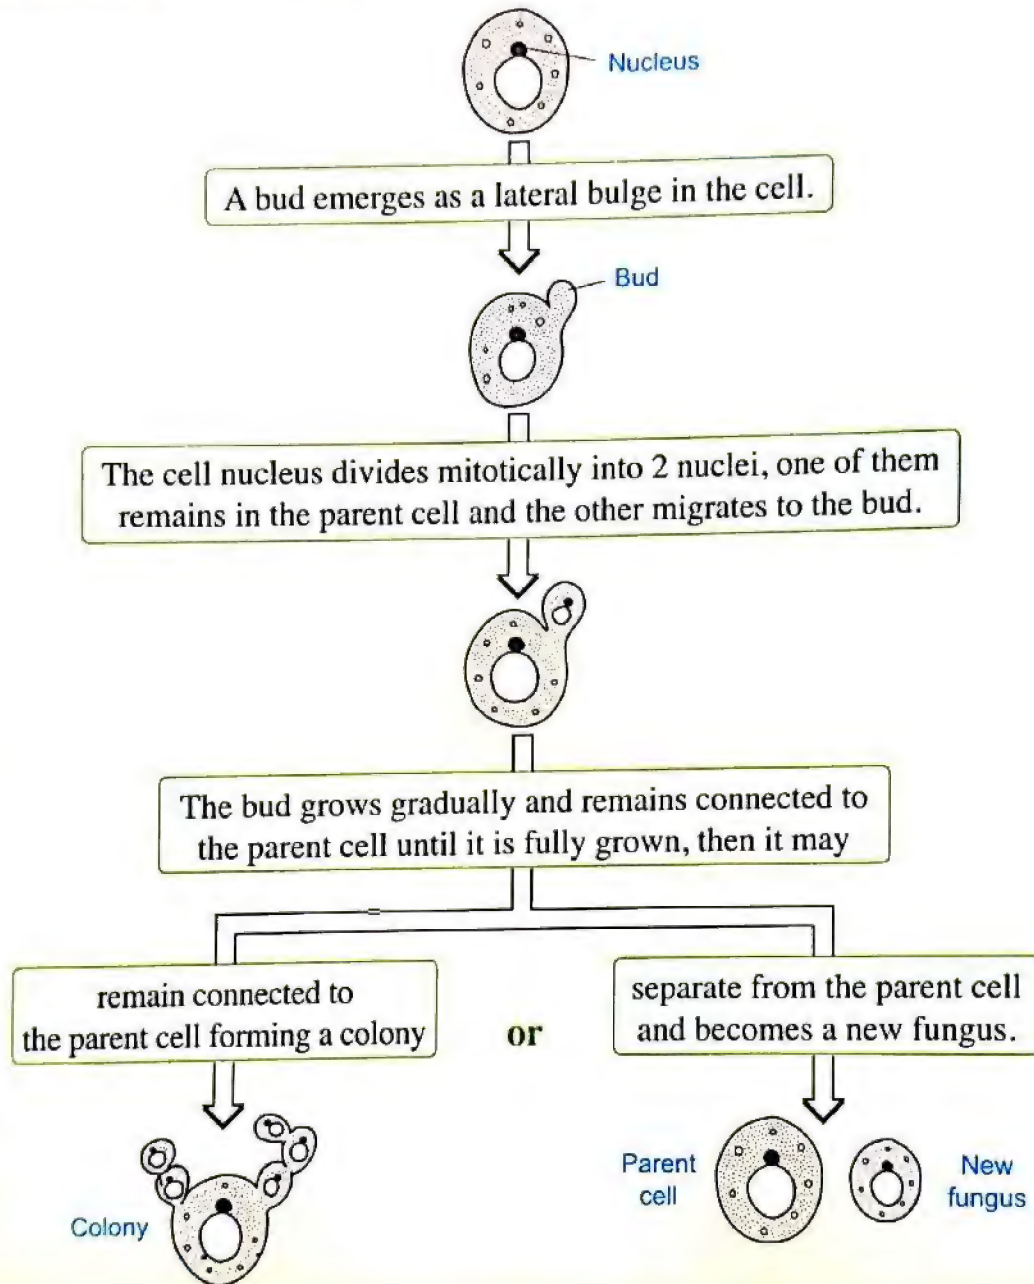 Nucleus
A bud emerges as a lateral bulge in the cell.
Bud
The cell nucleus divides mitotically into 2 nuclei, one of them
remains in the parent cell and the other migrates to the bud.
The bud grows gradually and remains connected to
the parent cell until it is fully grown, then it may
remain connected to
the parent cell forming a colony
or
separate from the parent cell
and becomes a new fungus.
Colony
Parent
cell
New
fungus